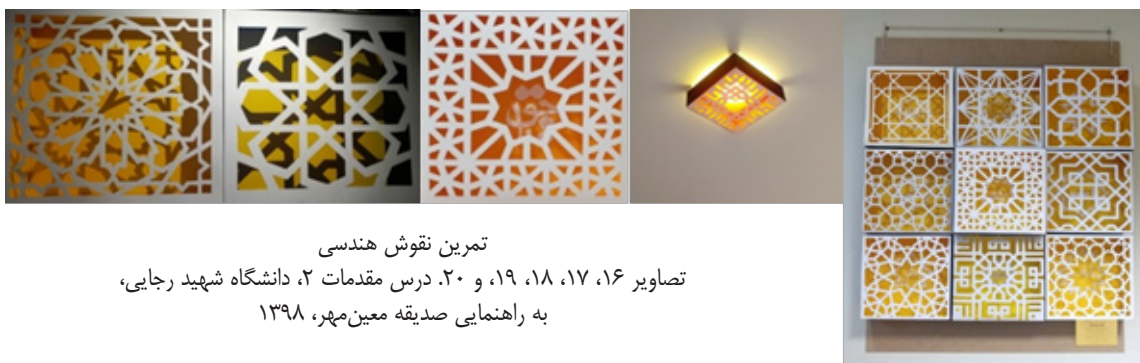 تمرین نقوش هندسی
تصاویر ۱۶، ۱۷، ۱۸، ۱۹، و ۲۰. درس مقدمات ۲، دانشگاه شهید رجایی،
به راهنمایی صدیقه معین‌مهر، ۱۳۹۸